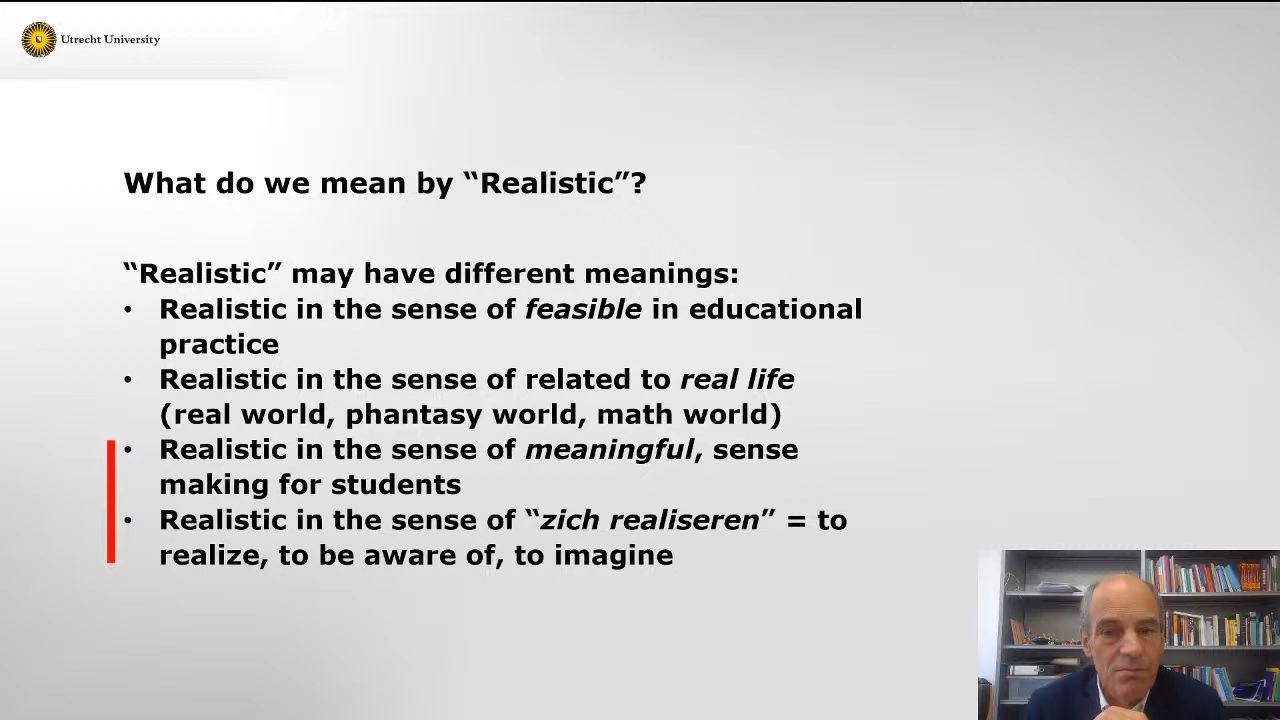 Utrecht University
What do we mean by “Realistic”?
“Realistic” may have different meanings:
• Realistic in the sense of feasible in educational
practice
• Realistic in the sense of related to real life
(real world, phantasy world, math world)
• Realistic in the sense of meaningful, sense
making for students
• Realistic in the sense of “zich realiseren” = to
realize, to be aware of, to imagine